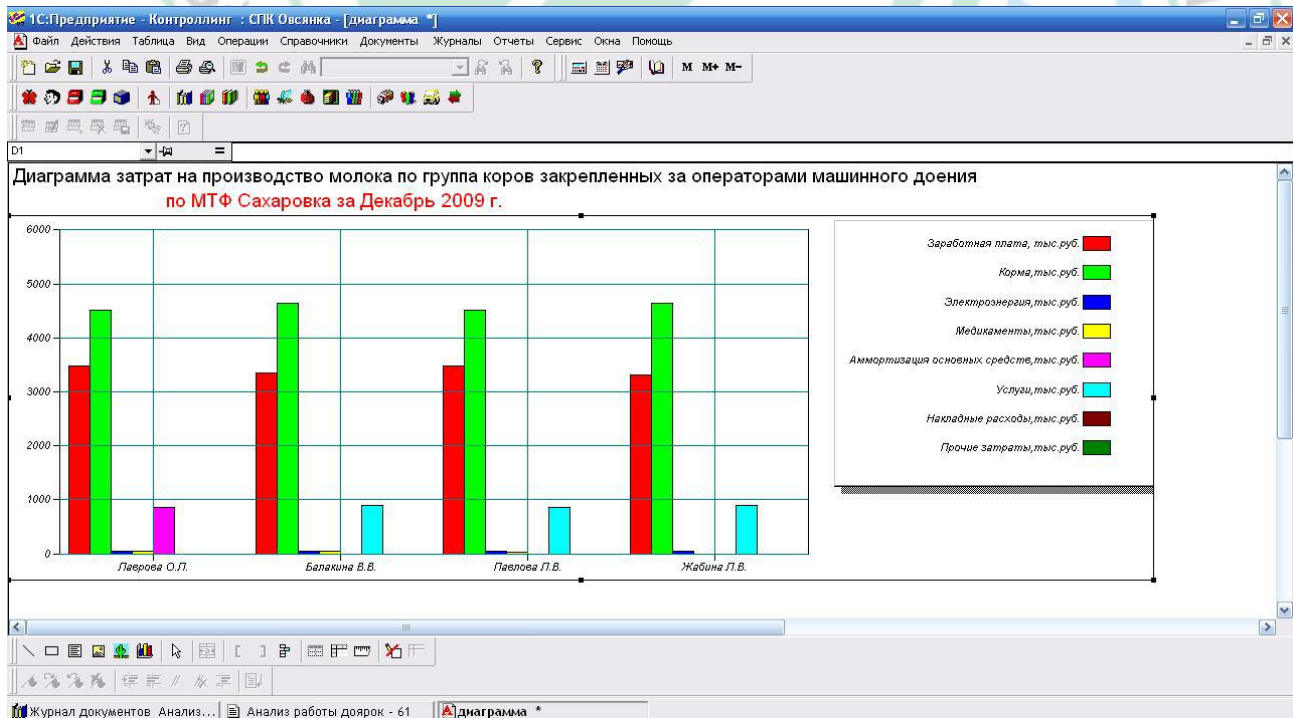 1С:Предприятие - Контроллинг : СПК Овсянка - [диаграмма *]
Файл Действия Таблица Вид Операции Справочники Документы Журналы Отчеты Сервис Окна Помощь
M M+ M-
D1 =
Диаграмма затрат на производство молока по группа коров закрепленных за операторами машинного доения
по МТФ Сахаровка за Декабрь 2009 г.
6000
5000
4000
3000
2000
1000
0
Лаврова О.П.
Балакина В.В.
Павлова Л.В.
Жабина Л.В.
Заработная плата, тыс.руб.
Корма,тыс.руб.
Электроэнергия,тыс.руб.
Медикаменты,тыс.руб.
Аммортизация основных средств,тыс.руб.
Услуги,тыс.руб.
Накладные расходы,тыс.руб.
Прочие затраты,тыс.руб.
Журнал документов Анализ... Анализ работы доярок - 61 диаграмма *